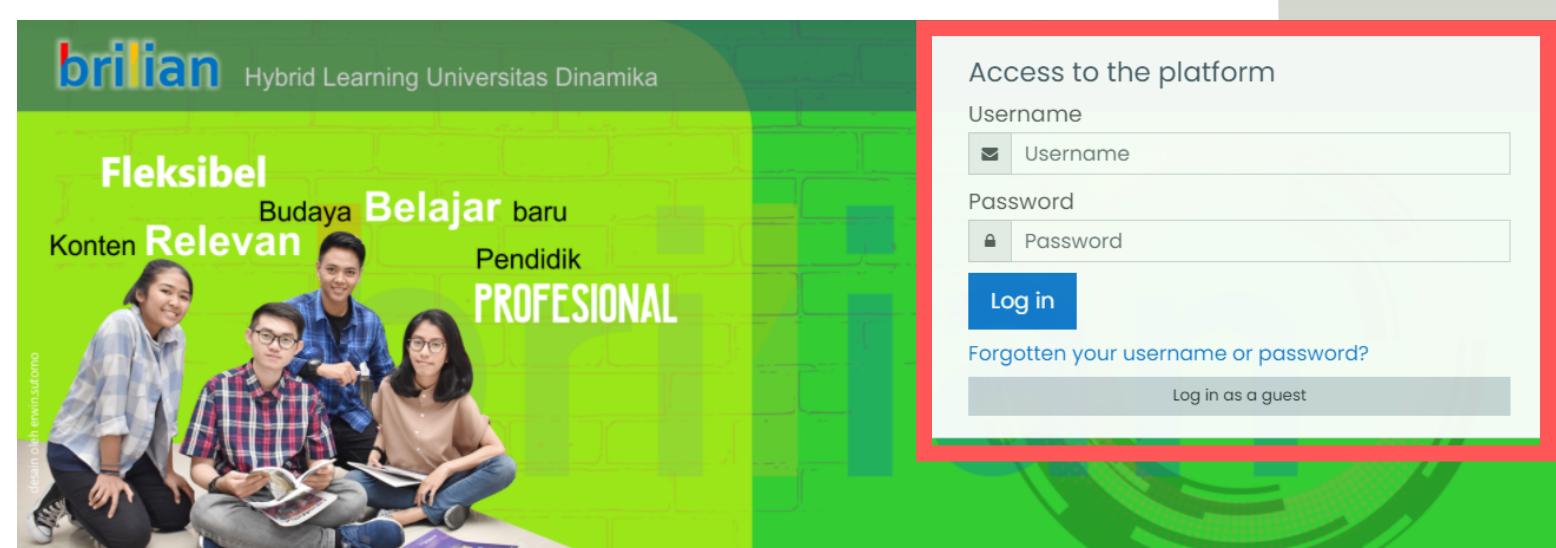 brilian Hybrid Learning Universitas Dinamika
Fleksibel
Budaya Belajar baru
Konten Relevan
Pendidik
PROFESIONAL
desain oleh erwin.sutomo
Access to the platform
Username
Username
Password
Password
Log in
Forgotten your username or password?
Log in as a guest
brilian